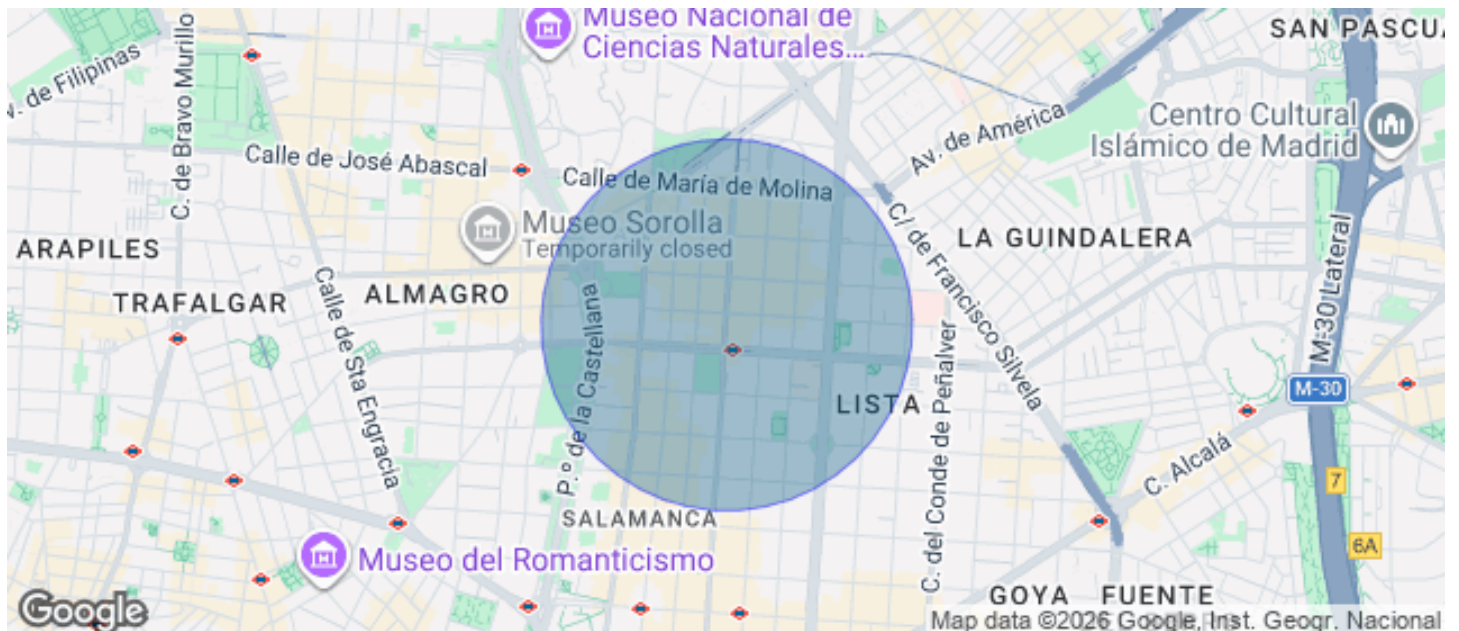 Museo Nacional de
Ciencias Naturales...
SAN PASCUA
v. de Filipinas
C. de Bravo Murillo
Centro Cultural
Islámico de Madrid
Av. de América
Calle de José Abascal
Calle de María de Molina
Museo Sorolla
Temporarily closed
C/ de Francisco Silvela
LA GUINDALERA
ARAPILES
TRAFALGAR
ALMAGRO
Calle de Sta Engracia
P.º de la Castellana
M-30 Lateral
M-30
LISTA
C. del Conde de Peñalver
C. Alcalá
7
6A
SALAMANCA
Museo del Romanticismo
GOYA
FUENTE
Google
Map data ©2026 Google, Inst. Geogr. Nacional